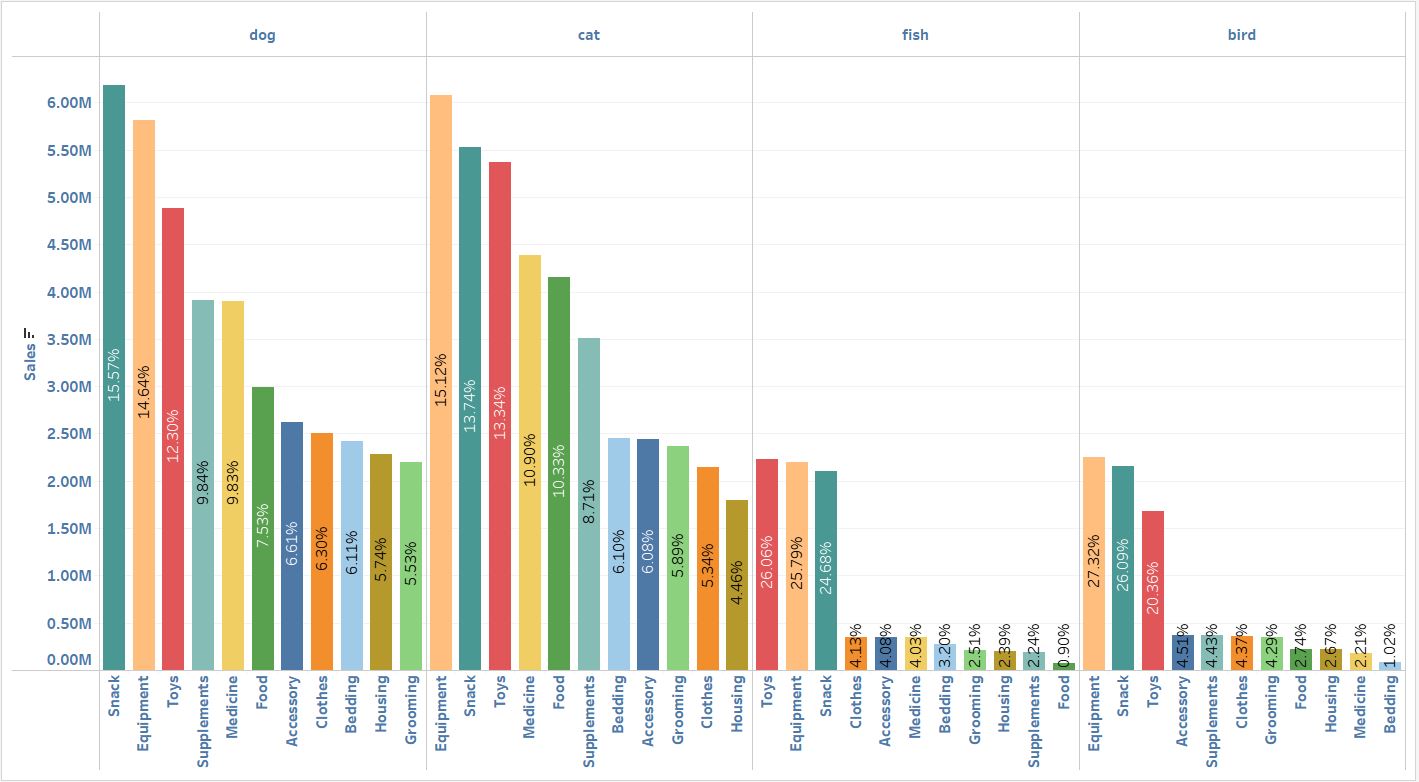 dog cat fish bird
Sales
6.00M
5.50M
5.00M
4.50M
4.00M
3.50M
3.00M
2.50M
2.00M
1.50M
1.00M
0.50M
0.00M
15.57% 14.64% 12.30% 9.84% 9.83% 7.53% 6.61% 6.30% 6.11% 5.74% 5.53%
15.12% 13.74% 13.34% 10.90% 10.33% 8.71% 6.10% 6.08% 5.89% 5.34% 4.46%
26.06% 25.79% 24.68% 4.13% 4.08% 4.03% 3.20% 2.51% 2.39% 2.24% 0.90%
27.32% 26.09% 20.36% 4.51% 4.43% 4.37% 4.29% 2.74% 2.67% 2.21% 1.02%
Snack Equipment Toys Supplements Medicine Food Accessory Clothes Bedding Housing Grooming
Equipment Snack Toys Medicine Food Supplements Bedding Accessory Grooming Clothes Housing
Toys Equipment Snack Clothes Accessory Medicine Bedding Grooming Housing Supplements Food
Equipment Snack Toys Accessory Supplements Clothes Grooming Food Housing Medicine Bedding